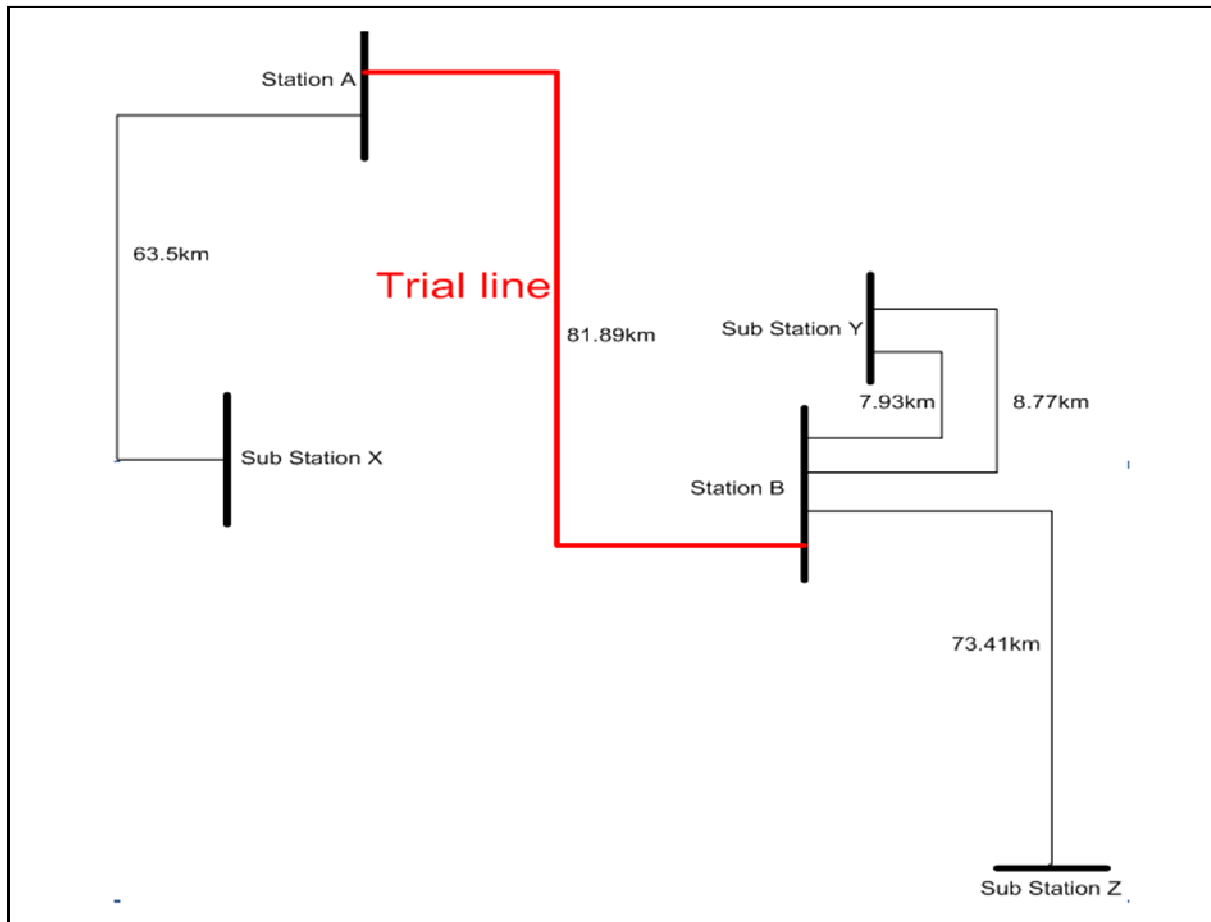 Station A
63.5km
Trial line
81.89km
Sub Station Y
7.93km
8.77km
Sub Station X
Station B
73.41km
Sub Station Z